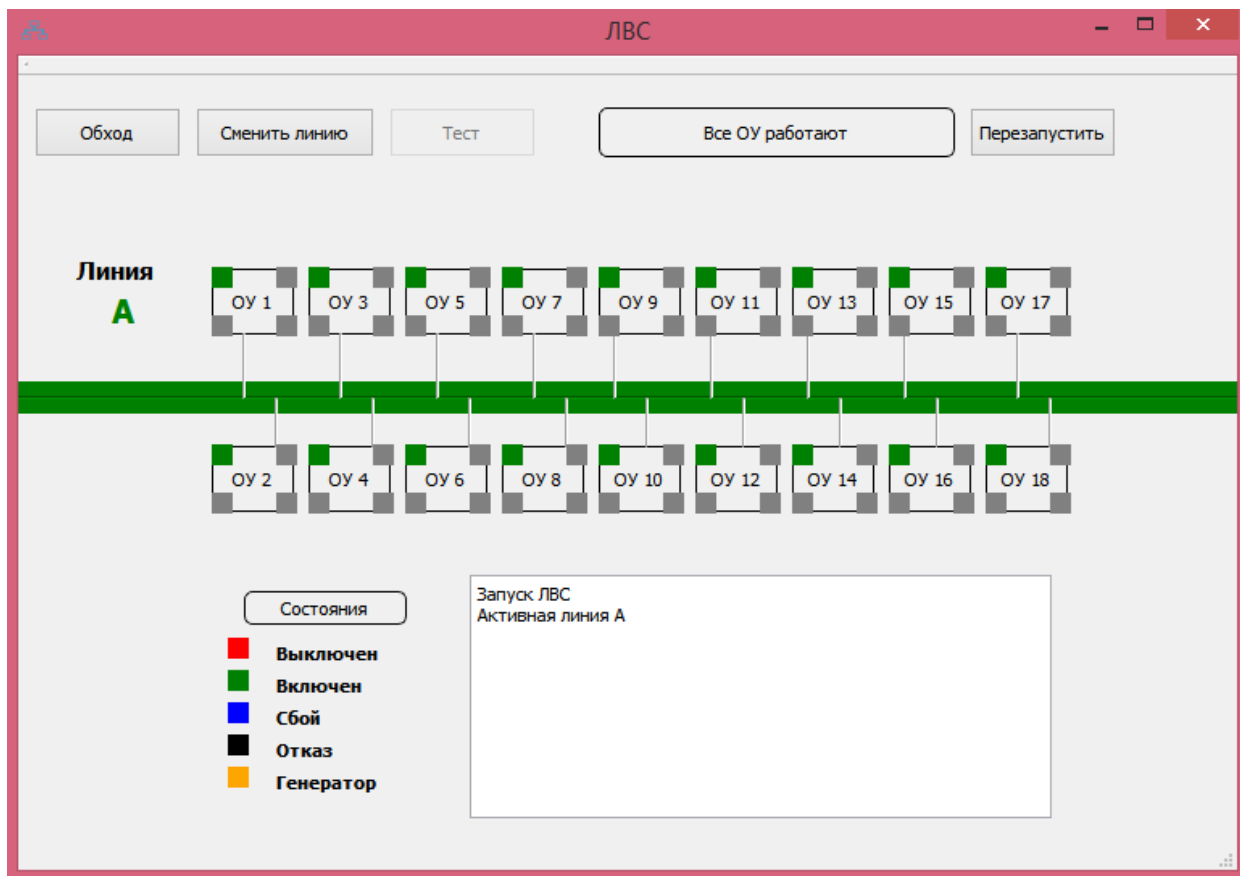 ЛВС
Обход
Сменить линию
Тест
Все ОУ работают
Перезапустить
Линия
А
ОУ 1
ОУ 3
ОУ 5
ОУ 7
ОУ 9
ОУ 11
ОУ 13
ОУ 15
ОУ 17
ОУ 2
ОУ 4
ОУ 6
ОУ 8
ОУ 10
ОУ 12
ОУ 14
ОУ 16
ОУ 18
Состояния
Выключен
Включен
Сбой
Отказ
Генератор
Запуск ЛВС
Активная линия А